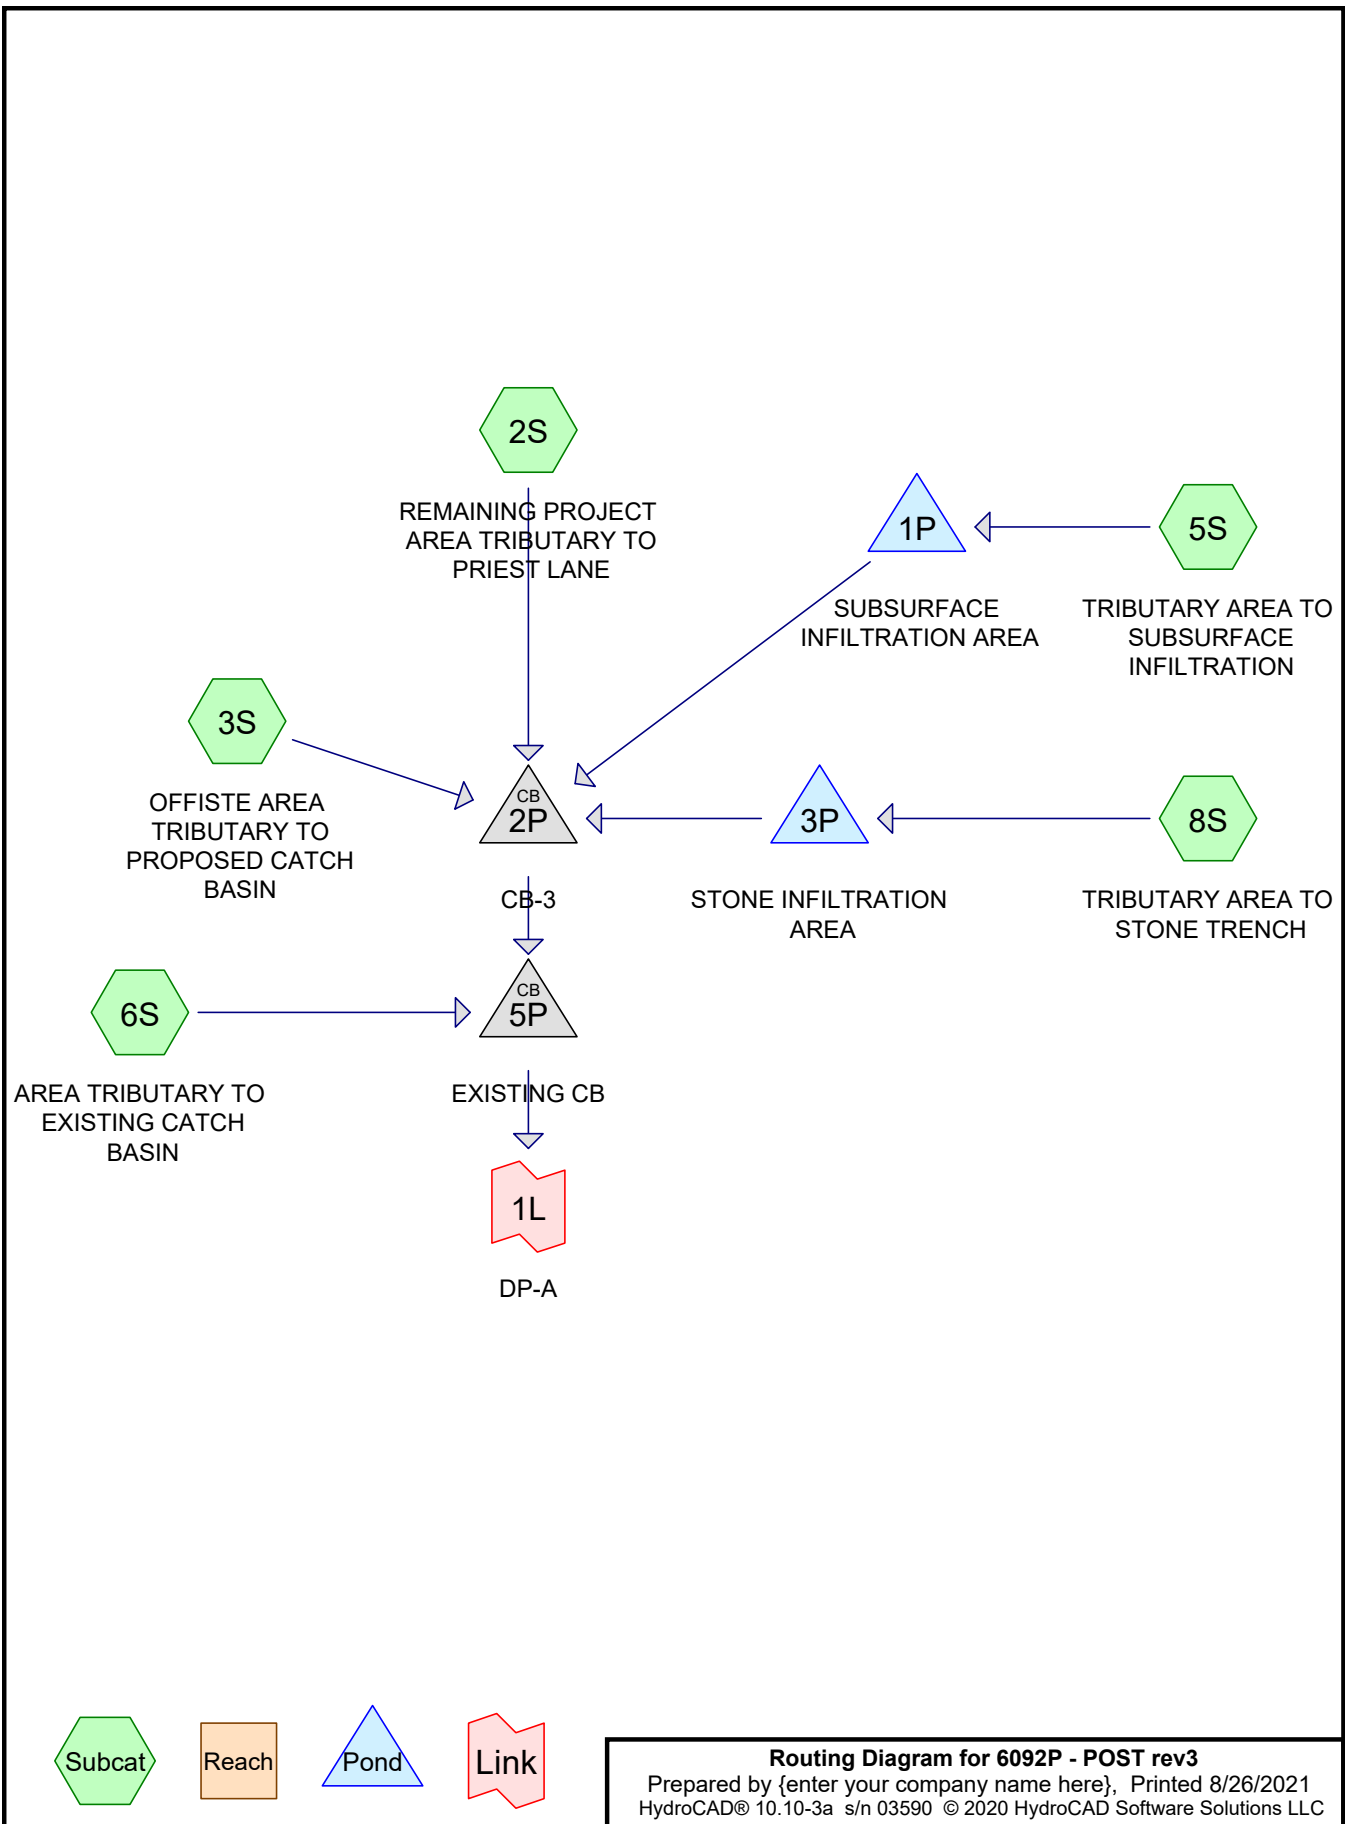 2S
REMAINING PROJECT
AREA TRIBUTARY TO
PRIEST LANE
1P
SUBSURFACE
INFILTRATION AREA
5S
TRIBUTARY AREA TO
SUBSURFACE
INFILTRATION
3S
OFFISTE AREA
TRIBUTARY TO
PROPOSED CATCH
BASIN
CB
2P
CB-3
3P
STONE INFILTRATION
AREA
8S
TRIBUTARY AREA TO
STONE TRENCH
6S
AREA TRIBUTARY TO
EXISTING CATCH
BASIN
CB
5P
EXISTING CB
1L
DP-A
Subcat
Reach
Pond
Link
Routing Diagram for 6092P - POST rev3
Prepared by {enter your company name here}, Printed 8/26/2021
HydroCAD® 10.10-3a s/n 03590 © 2020 HydroCAD Software Solutions LLC